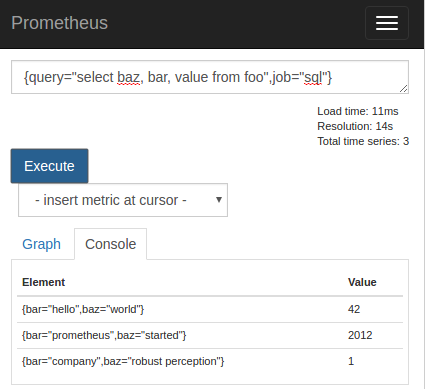 Prometheus
{query="select baz, bar, value from foo",job="sql"}
Load time: 11ms
Resolution: 14s
Total time series: 3
Execute
- insert metric at cursor -
Graph Console
Element Value
{bar="hello",baz="world"} 42
{bar="prometheus",baz="started"} 2012
{bar="company",baz="robust perception"} 1